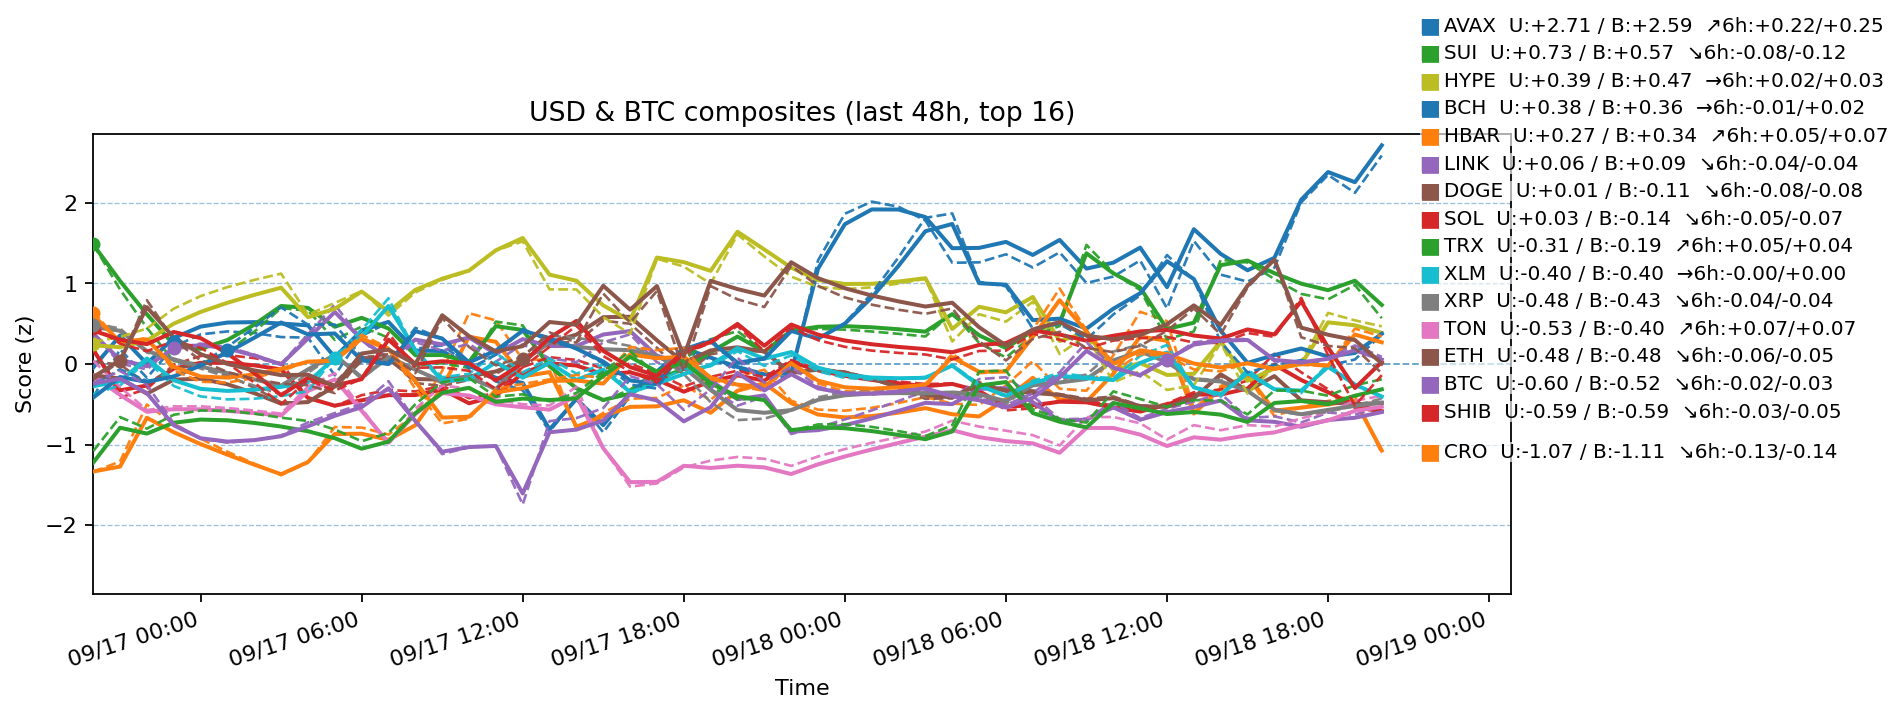 AVAX  U:+2.71 / B:+2.59  ↗6h:+0.22/+0.25
SUI  U:+0.73 / B:+0.57  ↘6h:-0.08/-0.12
HYPE  U:+0.39 / B:+0.47  →6h:+0.02/+0.03
BCH  U:+0.38 / B:+0.36  →6h:-0.01/+0.02
HBAR  U:+0.27 / B:+0.34  ↗6h:+0.05/+0.07
LINK  U:+0.06 / B:+0.09  ↘6h:-0.04/-0.04
DOGE  U:+0.01 / B:-0.11  ↘6h:-0.08/-0.08
SOL  U:+0.03 / B:-0.14  ↘6h:-0.05/-0.07
TRX  U:-0.31 / B:-0.19  ↗6h:+0.05/+0.04
XLM  U:-0.40 / B:-0.40  →6h:-0.00/+0.00
XRP  U:-0.48 / B:-0.43  ↘6h:-0.04/-0.04
TON  U:-0.53 / B:-0.40  ↗6h:+0.07/+0.07
ETH  U:-0.48 / B:-0.48  ↘6h:-0.06/-0.05
BTC  U:-0.60 / B:-0.52  ↘6h:-0.02/-0.03
SHIB  U:-0.59 / B:-0.59  ↘6h:-0.03/-0.05
CRO  U:-1.07 / B:-1.11  ↘6h:-0.13/-0.14
USD & BTC composites (last 48h, top 16)
Score (z)
2
1
0
−1
−2
09/17 00:00
09/17 06:00
09/17 12:00
09/17 18:00
09/18 00:00
09/18 06:00
09/18 12:00
09/18 18:00
09/19 00:00
Time